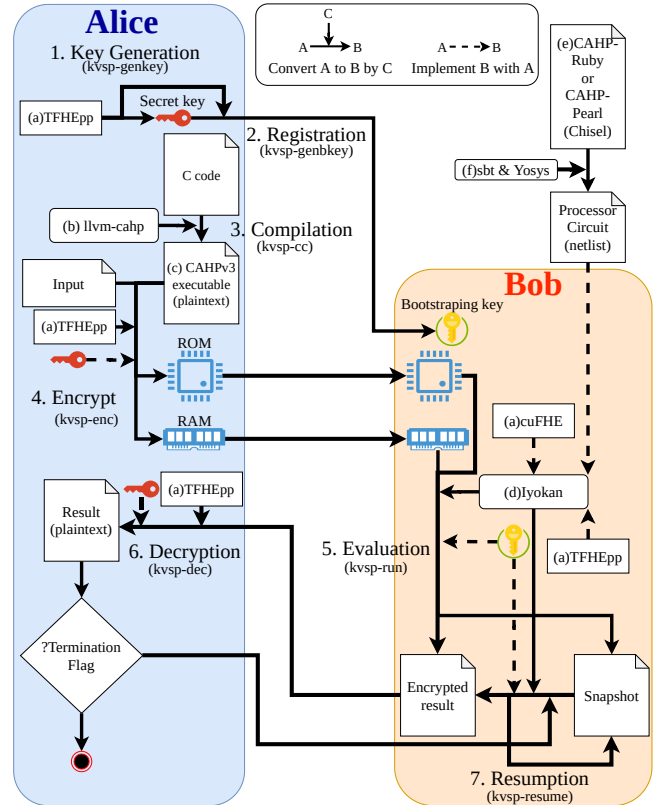 Alice
1. Key Generation
(kvsp-genkey)
(a)TFHEpp
Secret key
2. Registration
(kvsp-genbkey)
C
A
B
Convert A to B by C
A
B
Implement B with A
(e)CAHP-
Ruby
or
CAHP-
Pearl
(Chisel)
(f)sbt & Yosys
Processor
Circuit
(netlist)
C code
(b) llvm-cahp
3. Compilation
(kvsp-cc)
(c) CAHPv3
executable
(plaintext)
Input
(a)TFHEpp
4. Encrypt
(kvsp-enc)
ROM
RAM
Bob
Bootstraping key
(a)cuFHE
(d)Iyokan
(a)TFHEpp
5. Evaluation
(kvsp-run)
Result
(plaintext)
(a)TFHEpp
6. Decryption
(kvsp-dec)
?Termination
Flag
Encrypted
result
Snapshot
7. Resumption
(kvsp-resume)